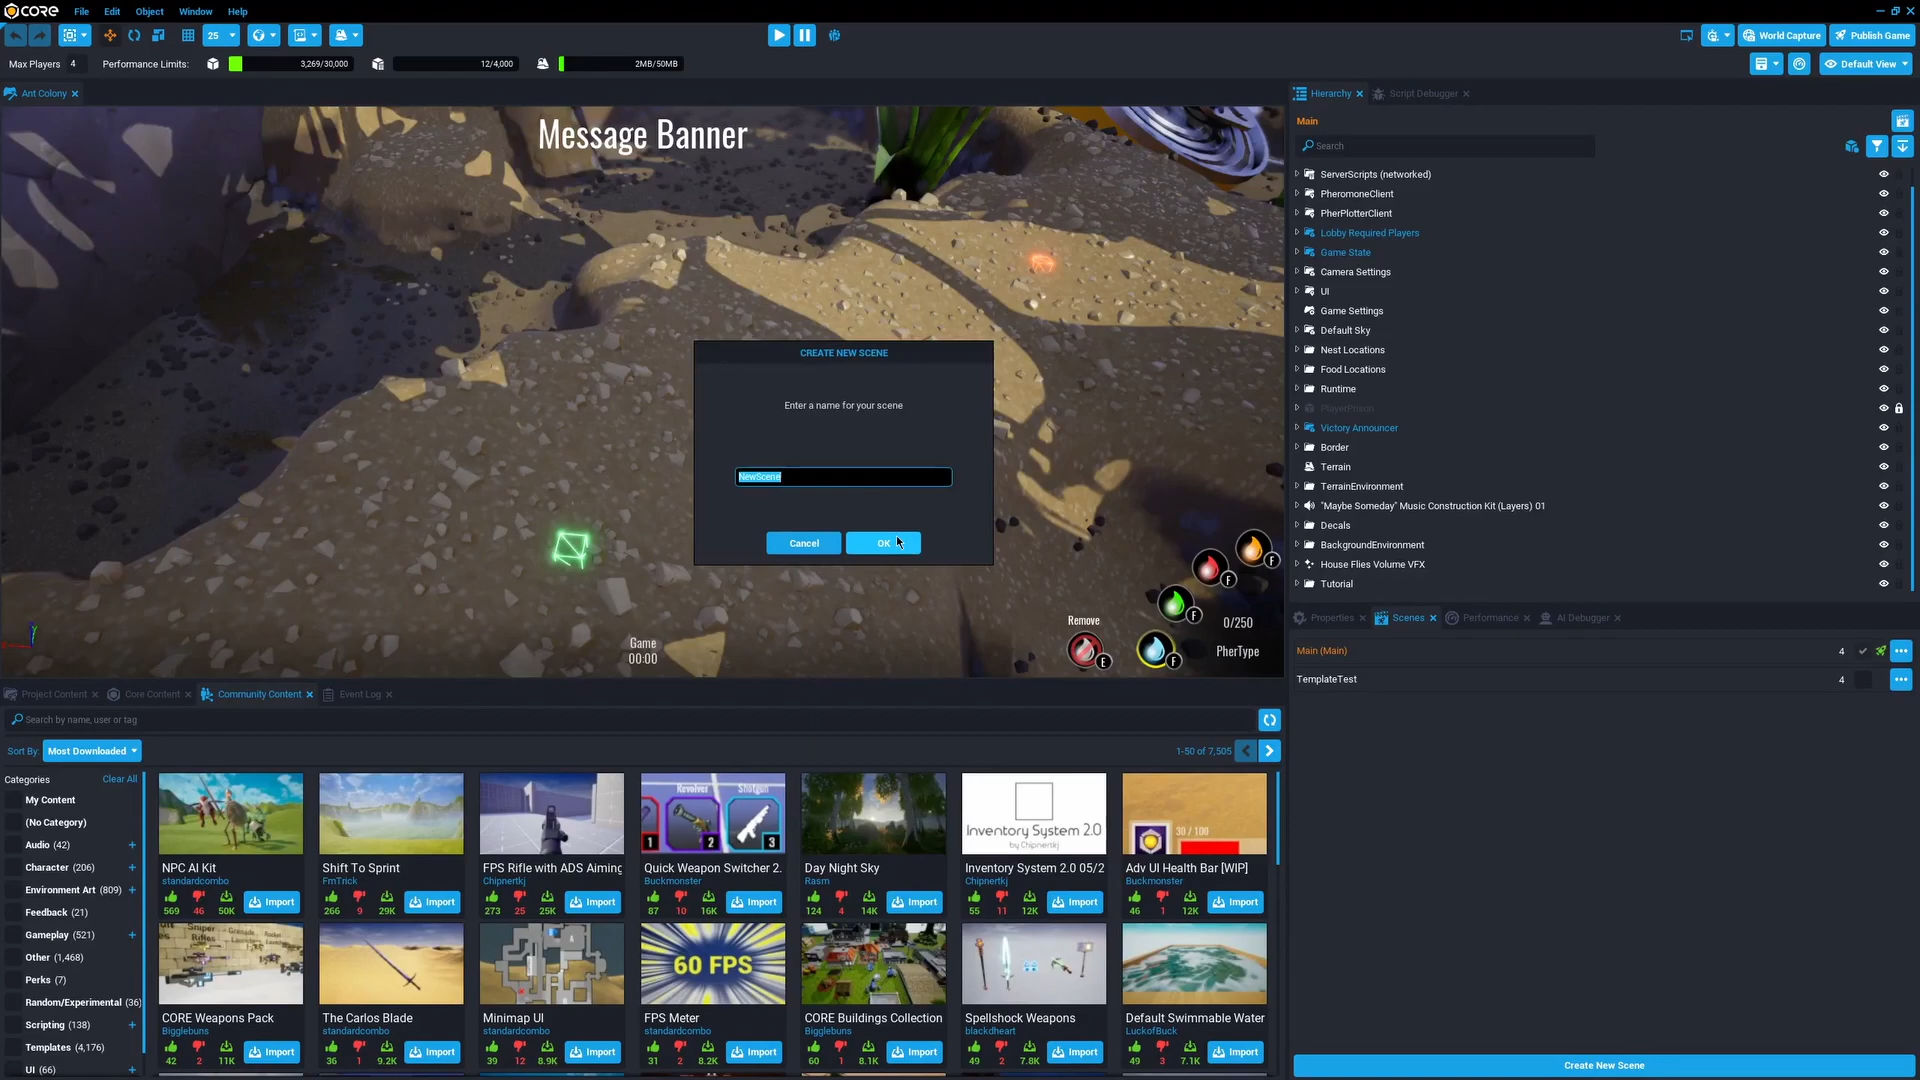 CORE
File Edit Object Window Help
25
World Capture
Publish Game
Max Players 4 Performance Limits: 3,269/30,000 12/4,000 2MB/50MB
Default View
Ant Colony
Message Banner
CREATE NEW SCENE
Enter a name for your scene
NewScene
Cancel
OK
F
F
F
F
E
Remove
0/250
PherType
Game
00:00
Hierarchy
Script Debugger
Main
Search
ServerScripts (networked)
PheromoneClient
PherPlotterClient
Lobby Required Players
Game State
Camera Settings
UI
Game Settings
Default Sky
Nest Locations
Food Locations
Runtime
PlayerPrison
Victory Announcer
Border
Terrain
TerrainEnvironment
"Maybe Someday" Music Construction Kit (Layers) 01
Decals
BackgroundEnvironment
House Flies Volume VFX
Tutorial
Properties
Scenes
Performance
AI Debugger
Main (Main) 4
TemplateTest 4
Create New Scene
Project Content
Core Content
Community Content
Event Log
Search by name, user or tag
Sort By: Most Downloaded
1-50 of 7,505
Categories Clear All
My Content
(No Category)
Audio (42)
Character (206)
Environment Art (809)
Feedback (21)
Gameplay (521)
Other (1,468)
Perks (7)
Random/Experimental (36)
Scripting (138)
Templates (4,176)
UI (66)
NPC AI Kit
standardcombo
569 46 50K Import
Shift To Sprint
FmTrick
266 9 29K Import
FPS Rifle with ADS Aiming
Chipnertkj
273 25 25K Import
Revolver
Shotgun
1 2 3
Quick Weapon Switcher 2.
Buckmonster
87 10 16K Import
Day Night Sky
Rasm
124 4 14K Import
Inventory System 2.0
by Chipnertkj
Inventory System 2.0 05/2
Chipnertkj
55 11 12K Import
30 / 100
Adv UI Health Bar [WIP]
Buckmonster
46 1 12K Import
Sniper
Rifles
CORE Weapons Pack
Bigglebuns
42 2 11K Import
The Carlos Blade
standardcombo
36 1 9.2K Import
Minimap UI
standardcombo
39 12 8.9K Import
60 FPS
FPS Meter
standardcombo
31 2 8.2K Import
CORE Buildings Collection
Bigglebuns
60 1 8.1K Import
Spellshock Weapons
blackdheart
49 2 7.8K Import
Default Swimmable Water
LuckofBuck
49 3 7.1K Import